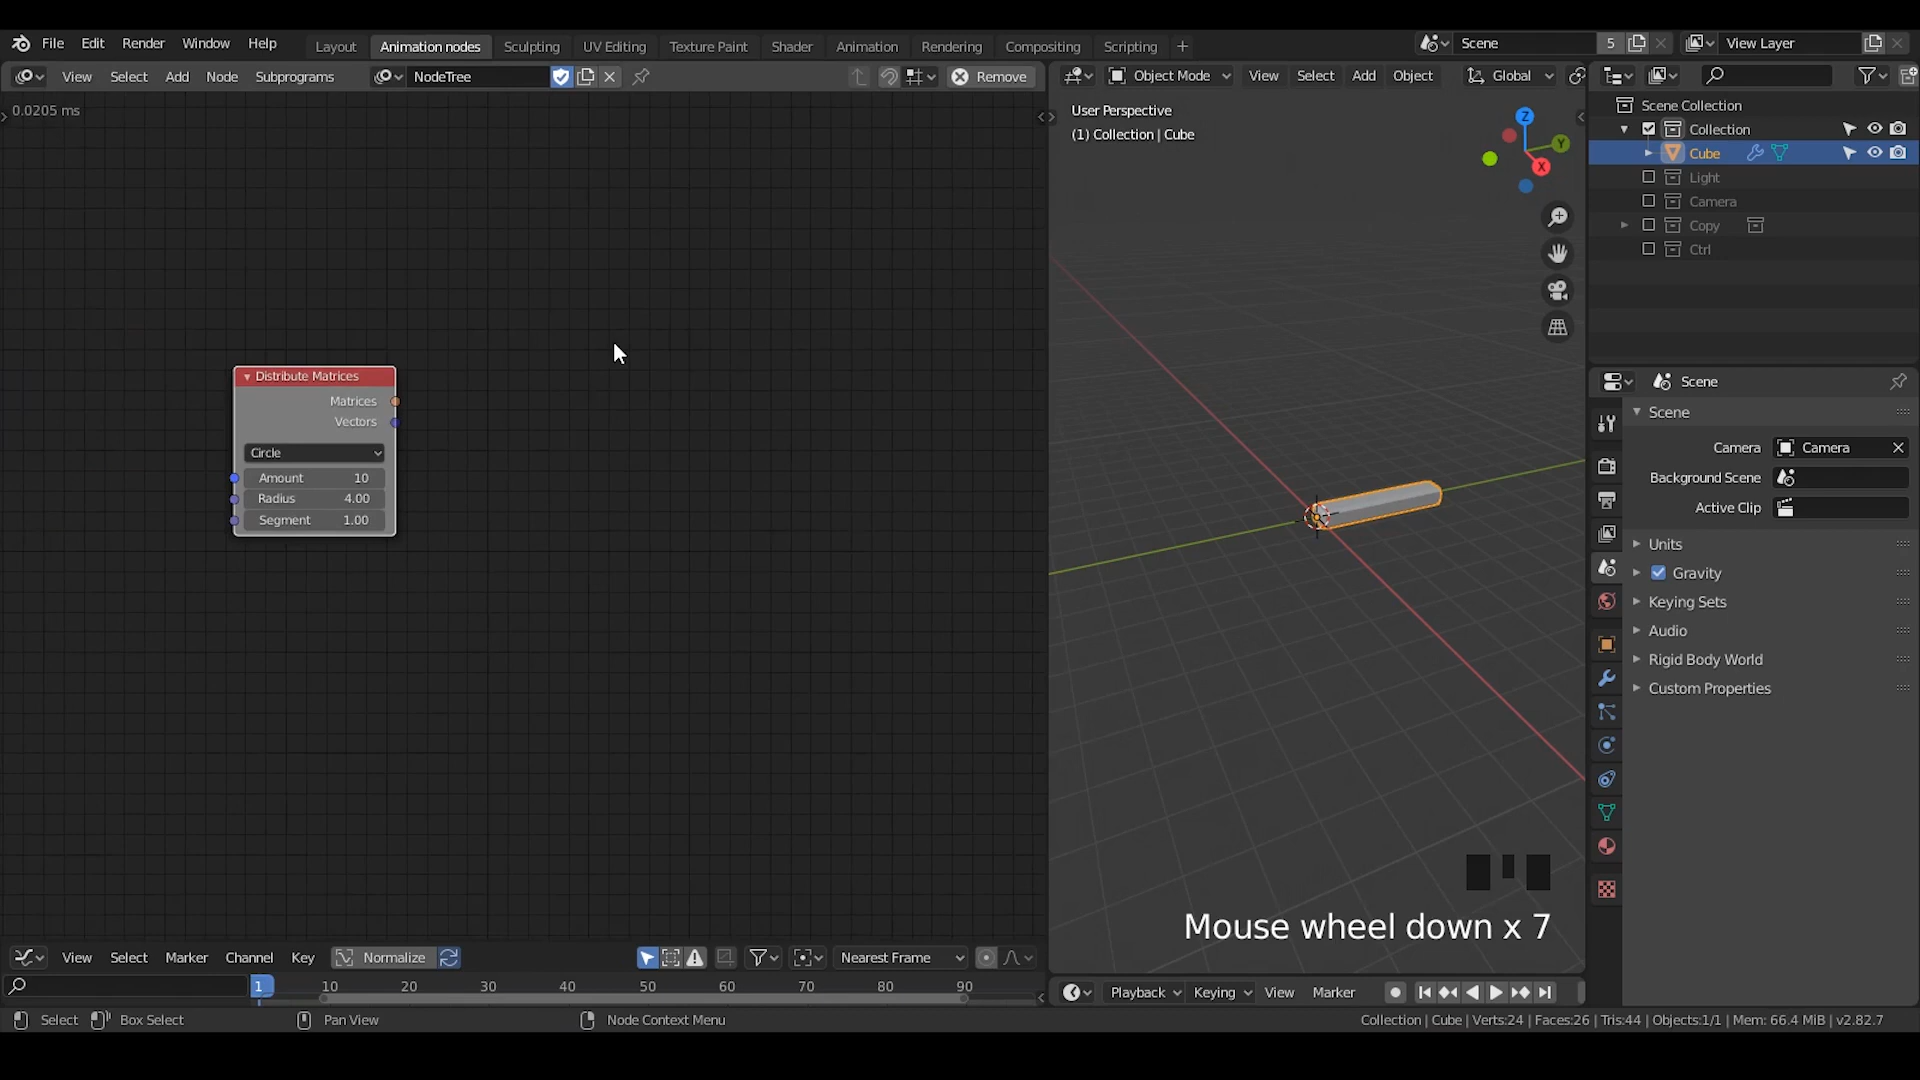 File Edit Render Window Help Layout Animation nodes Sculpting UV Editing Texture Paint Shader Animation Rendering Compositing Scripting Scene 5 View Layer
View Select Add Node Subprograms NodeTree Remove Object Mode View Select Add Object Global
0.0205 ms
User Perspective
(1) Collection | Cube
Z
Y
X
Scene Collection
Collection
Cube
Light
Camera
Copy
Ctrl
Distribute Matrices
Matrices
Vectors
Circle
Amount 10
Radius 4.00
Segment 1.00
Scene
Scene
Camera Camera
Background Scene
Active Clip
Units
Gravity
Keying Sets
Audio
Rigid Body World
Custom Properties
Mouse wheel down x 7
View Select Marker Channel Key Normalize Nearest Frame
1 10 20 30 40 50 60 70 80 90
Playback Keying View Marker
Select Box Select Pan View Node Context Menu
Collection | Cube | Verts:24 | Faces:26 | Tris:44 | Objects:1/1 | Mem: 66.4 MiB | v2.82.7